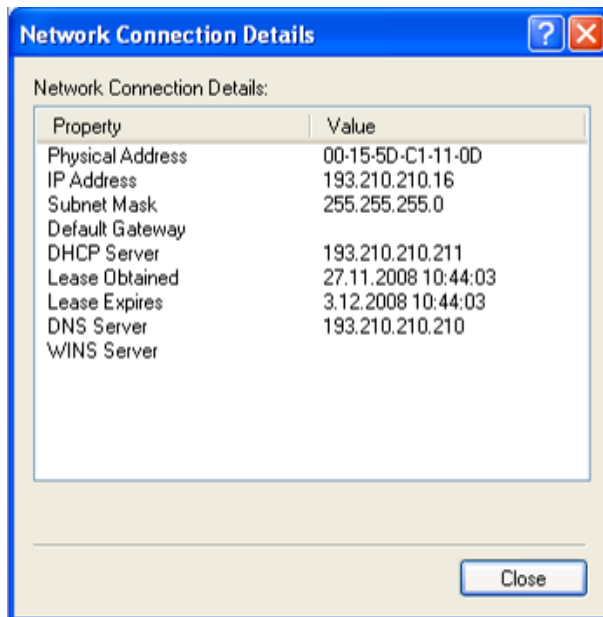 Network Connection Details
Network Connection Details:
Property Value
Physical Address 00-15-5D-C1-11-0D
IP Address 193.210.210.16
Subnet Mask 255.255.255.0
Default Gateway
DHCP Server 193.210.210.211
Lease Obtained 27.11.2008 10:44:03
Lease Expires 3.12.2008 10:44:03
DNS Server 193.210.210.210
WINS Server
Close